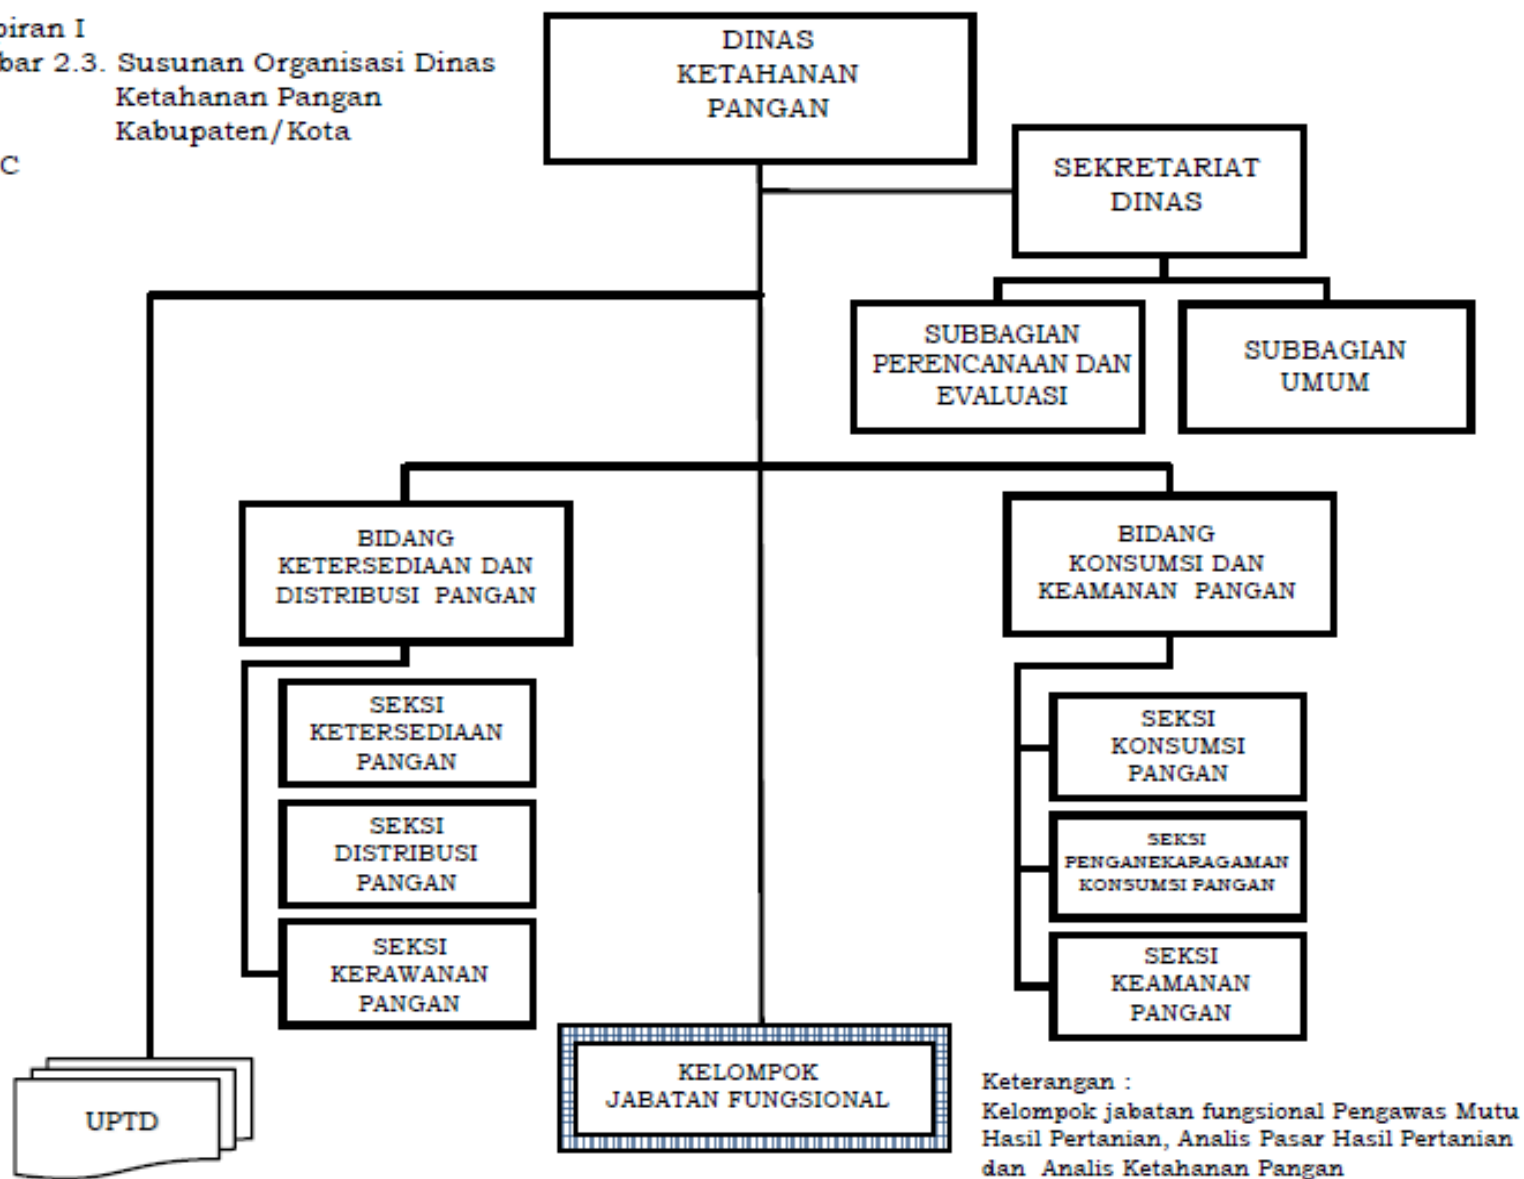 piran I
bar 2.3. Susunan Organisasi Dinas
Ketahanan Pangan
Kabupaten/Kota
C
DINAS
KETAHANAN
PANGAN
SEKRETARIAT
DINAS
SUBBAGIAN
PERENCANAAN DAN
EVALUASI
SUBBAGIAN
UMUM
BIDANG
KETERSEDIAAN DAN
DISTRIBUSI PANGAN
BIDANG
KONSUMSI DAN
KEAMANAN PANGAN
SEKSI
KETERSEDIAAN
PANGAN
SEKSI
DISTRIBUSI
PANGAN
SEKSI
KERAWANAN
PANGAN
SEKSI
KONSUMSI
PANGAN
SEKSI
PENGANEKARAGAMAN
KONSUMSI PANGAN
SEKSI
KEAMANAN
PANGAN
UPTD
KELOMPOK
JABATAN FUNGSIONAL
Keterangan :
Kelompok jabatan fungsional Pengawas Mutu
Hasil Pertanian, Analis Pasar Hasil Pertanian
dan Analis Ketahanan Pangan